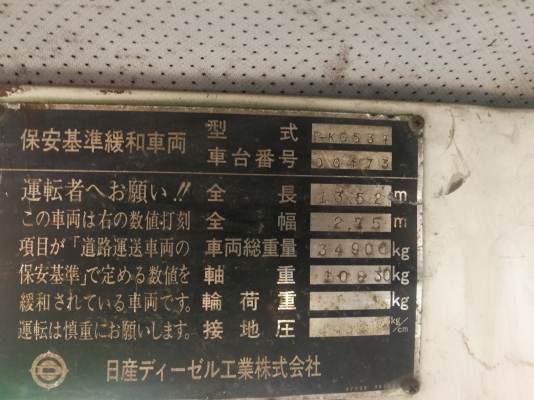 保安基準緩和車両
型式
車台番号 00473
運転者へお願い!!
この車両は右の数値打刻
項目が「道路運送車両の
保安基準」で定める数値を
緩和されている車両です。
運転は慎重にお願いします。
全長 m
全幅 2.75 m
車両総重量 34900 kg
軸重 kg
輪荷重 kg
接地圧 kg/cm
日産ディーゼル工業株式会社